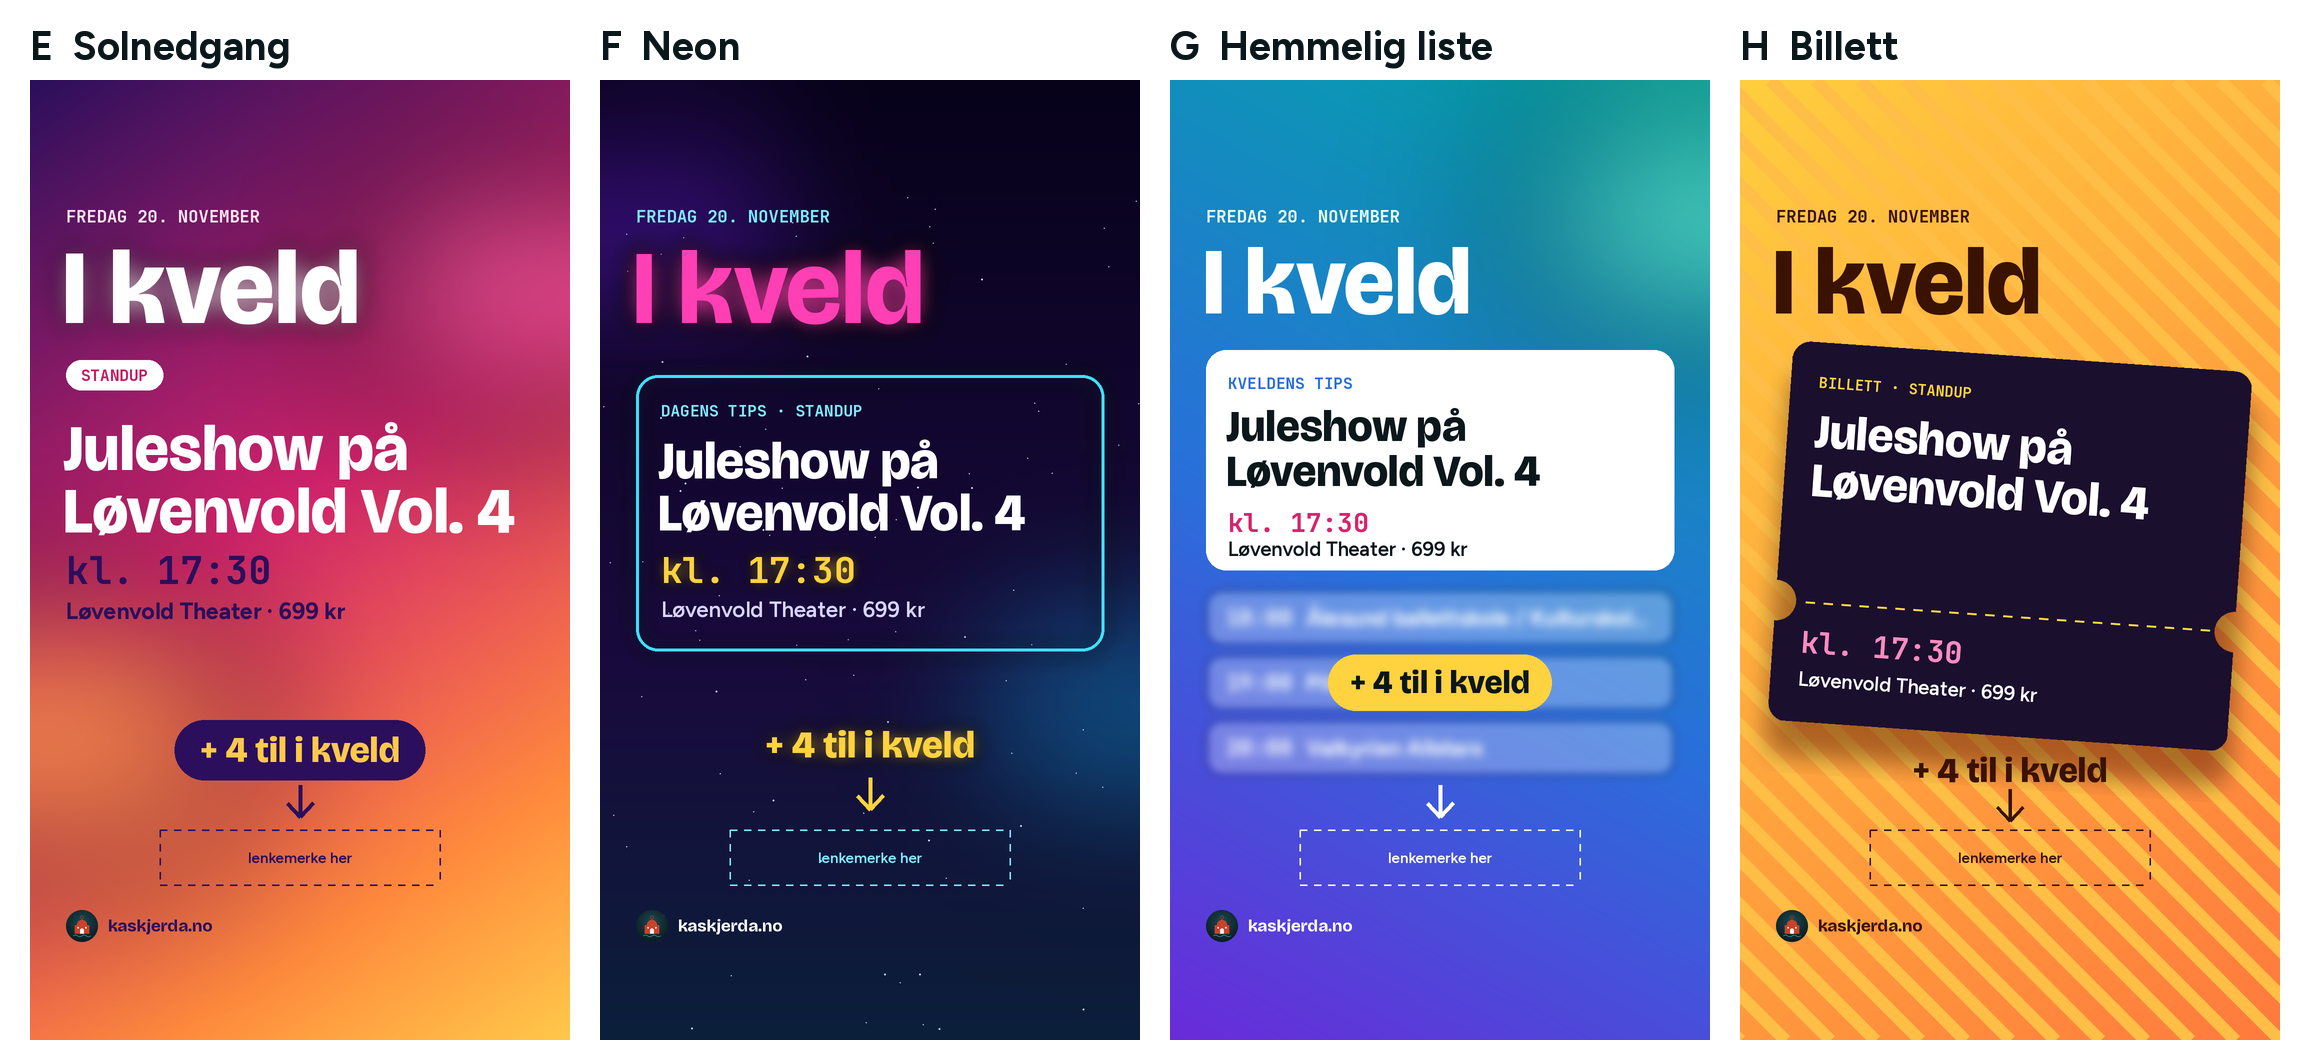 E Solnedgang
FREDAG 20. NOVEMBER
I kveld
STANDUP
Juleshow på
Løvenvold Vol. 4
kl. 17:30
Løvenvold Theater · 699 kr
+ 4 til i kveld
lenkemerke her
kaskjerda.no
F Neon
FREDAG 20. NOVEMBER
I kveld
DAGENS TIPS · STANDUP
Juleshow på
Løvenvold Vol. 4
kl. 17:30
Løvenvold Theater · 699 kr
+ 4 til i kveld
lenkemerke her
kaskjerda.no
G Hemmelig liste
FREDAG 20. NOVEMBER
I kveld
KVELDENS TIPS
Juleshow på
Løvenvold Vol. 4
kl. 17:30
Løvenvold Theater · 699 kr
+ 4 til i kveld
lenkemerke her
kaskjerda.no
H Billett
FREDAG 20. NOVEMBER
I kveld
BILLETT · STANDUP
Juleshow på
Løvenvold Vol. 4
kl. 17:30
Løvenvold Theater · 699 kr
+ 4 til i kveld
lenkemerke her
kaskjerda.no